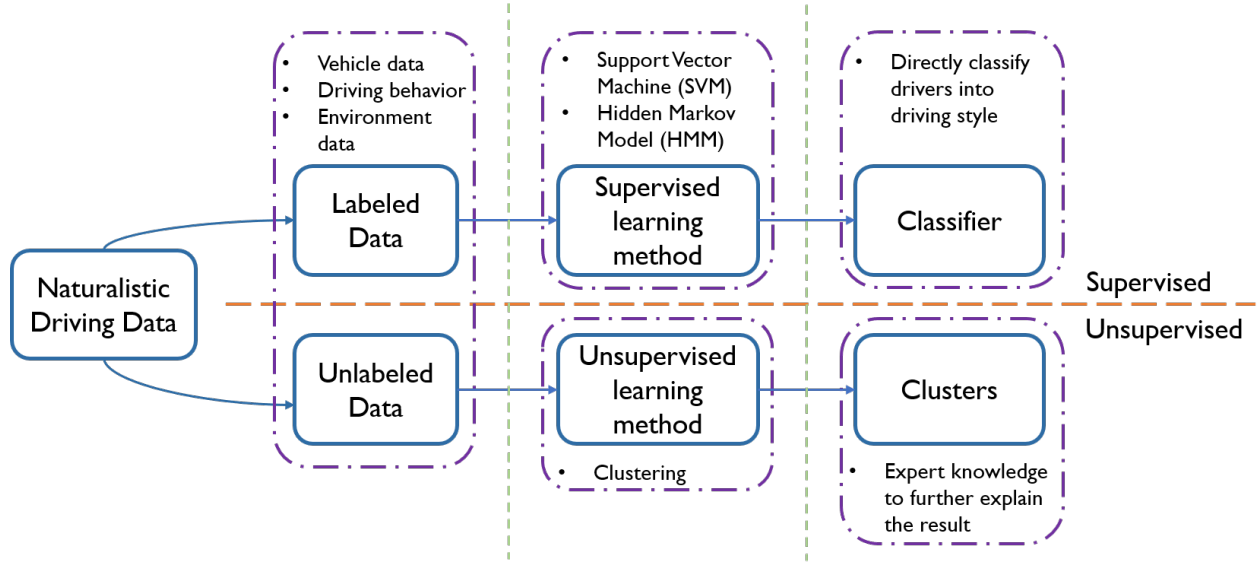 • Vehicle data
• Driving behavior
• Environment
data
• Support Vector
Machine (SVM)
• Hidden Markov
Model (HMM)
• Directly classify
drivers into
driving style
Labeled
Data
Supervised
learning
method
Classifier
Naturalistic
Driving Data
Supervised
Unsupervised
Unlabeled
Data
Unsupervised
learning
method
Clusters
• Clustering
• Expert knowledge
to further explain
the result